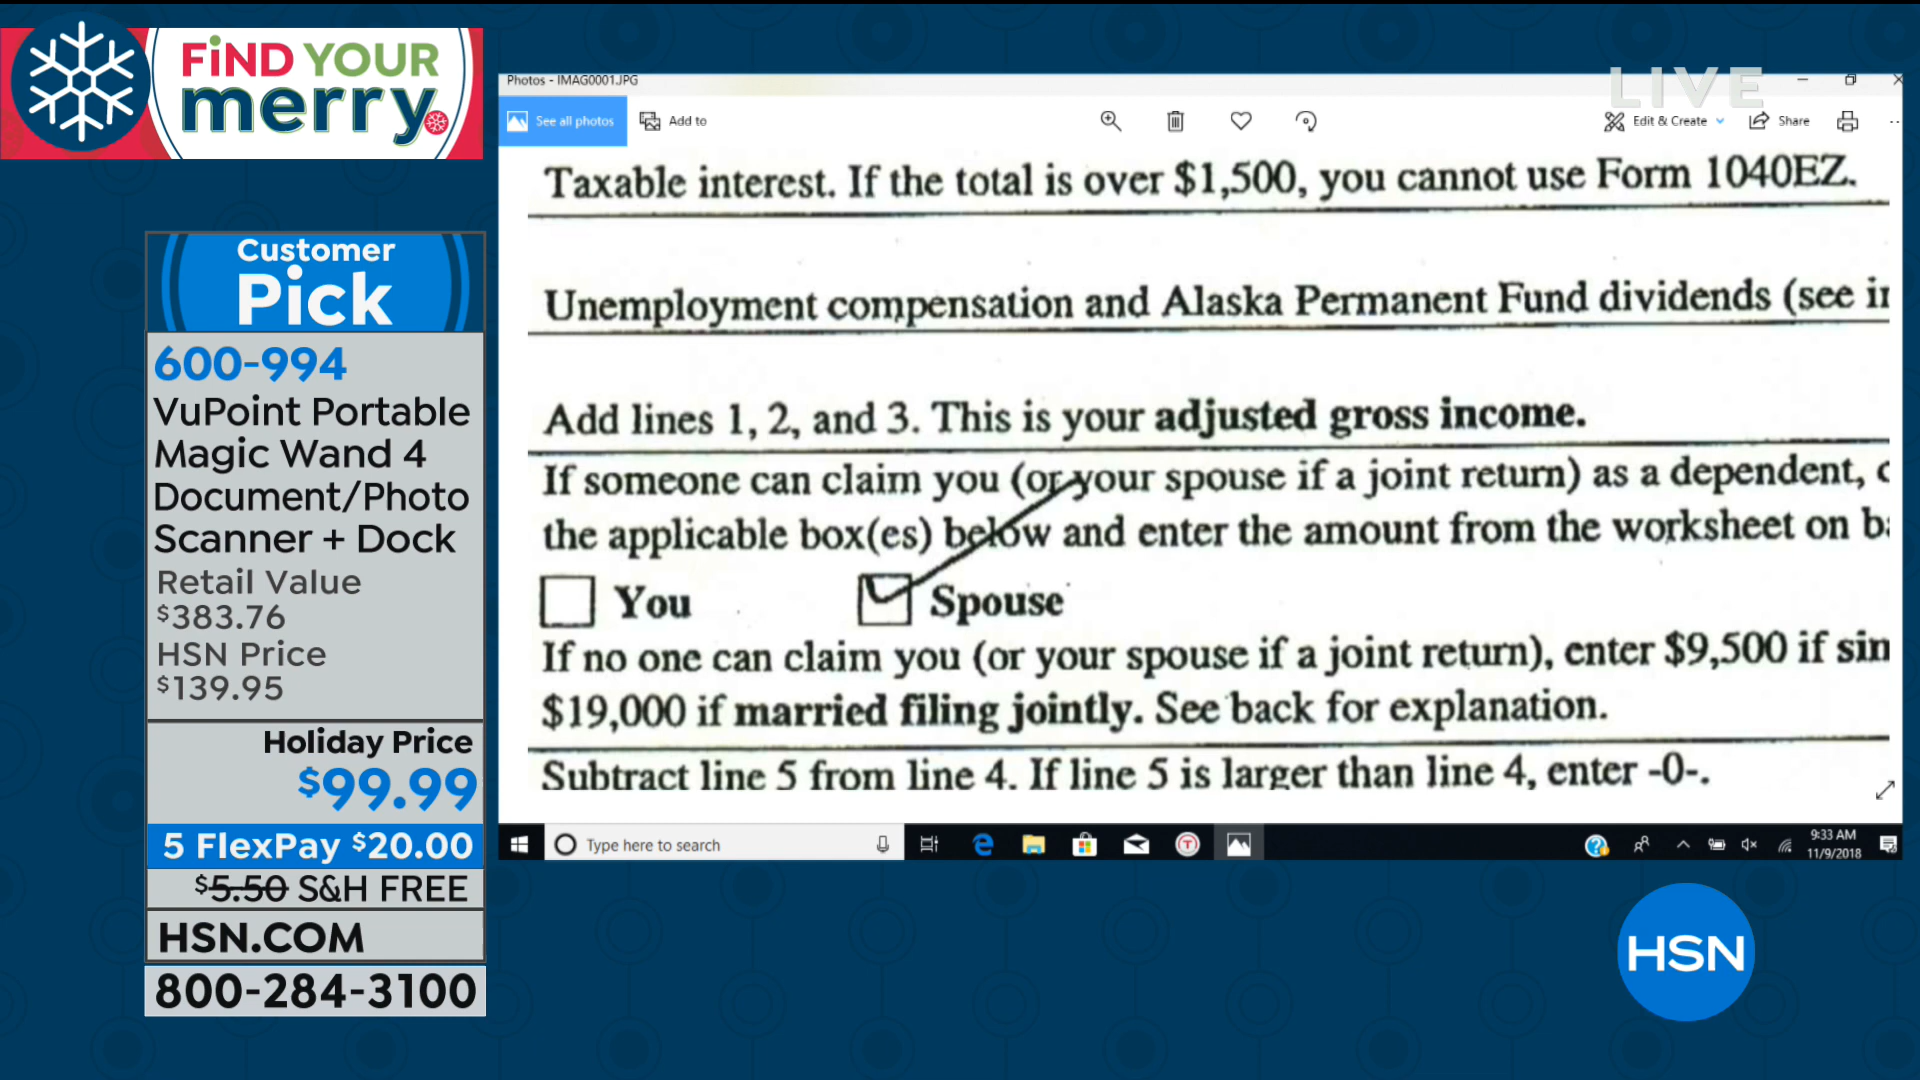 FiND YOUR
merry
Customer
Pick
600-994
VuPoint Portable
Magic Wand 4
Document/Photo
Scanner + Dock
Retail Value
$383.76
HSN Price
$139.95
Holiday Price
$99.99
5 FlexPay $20.00
$5.50 S&H FREE
HSN.COM
800-284-3100
LIVE
Photos - IMAG0001.JPG
See all photos
Add to
Edit & Create
Share
Taxable interest. If the total is over $1,500, you cannot use Form 1040EZ.
Unemployment compensation and Alaska Permanent Fund dividends (see
Add lines 1, 2, and 3. This is your adjusted gross income.
If someone can claim you (or your spouse if a joint return) as a dependent,
the applicable box(es) below and enter the amount from the worksheet on
You
Spouse
If no one can claim you (or your spouse if a joint return), enter $9,500 if
$19,000 if married filing jointly. See back for explanation.
Subtract line 5 from line 4. If line 5 is larger than line 4, enter -0-.
Type here to search
9:33 AM
11/9/2018
HSN